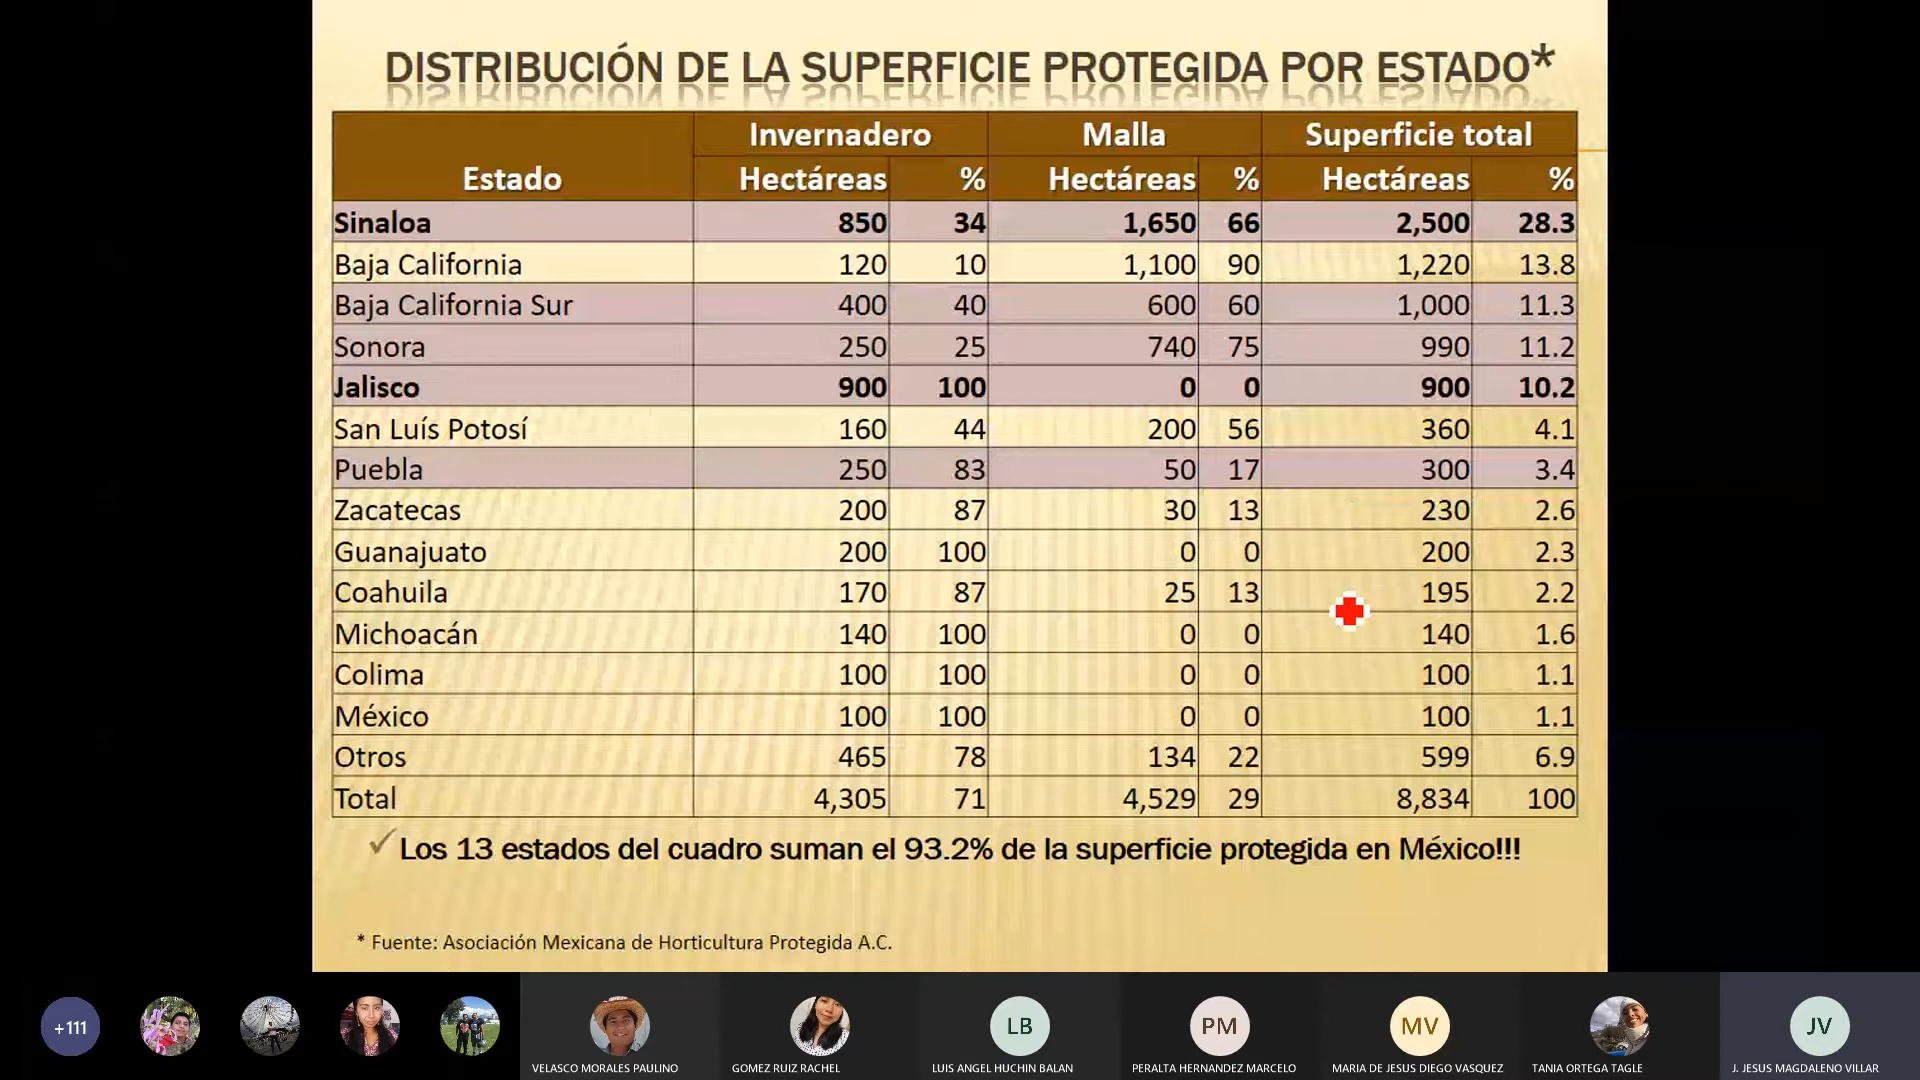 DISTRIBUCIÓN DE LA SUPERFICIE PROTEGIDA POR ESTADO*
Invernadero Malla Superficie total
Estado Hectáreas % Hectáreas % Hectáreas %
Sinaloa 850 34 1,650 66 2,500 28.3
Baja California 120 10 1,100 90 1,220 13.8
Baja California Sur 400 40 600 60 1,000 11.3
Sonora 250 25 740 75 990 11.2
Jalisco 900 100 0 0 900 10.2
San Luís Potosí 160 44 200 56 360 4.1
Puebla 250 83 50 17 300 3.4
Zacatecas 200 87 30 13 230 2.6
Guanajuato 200 100 0 0 200 2.3
Coahuila 170 87 25 13 195 2.2
Michoacán 140 100 0 0 140 1.6
Colima 100 100 0 0 100 1.1
México 100 100 0 0 100 1.1
Otros 465 78 134 22 599 6.9
Total 4,305 71 4,529 29 8,834 100
✓Los 13 estados del cuadro suman el 93.2% de la superficie protegida en México!!!
* Fuente: Asociación Mexicana de Horticultura Protegida A.C.
+111 LB PM MV JV
VELASCO MORALES PAULINO GOMEZ RUIZ RACHEL LUIS ANGEL HUCHIN BALAN PERALTA HERNANDEZ MARCELO MARIA DE JESUS DIEGO VASQUEZ TANIA ORTEGA TAGLE J. JESUS MAGDALENO VILLAR